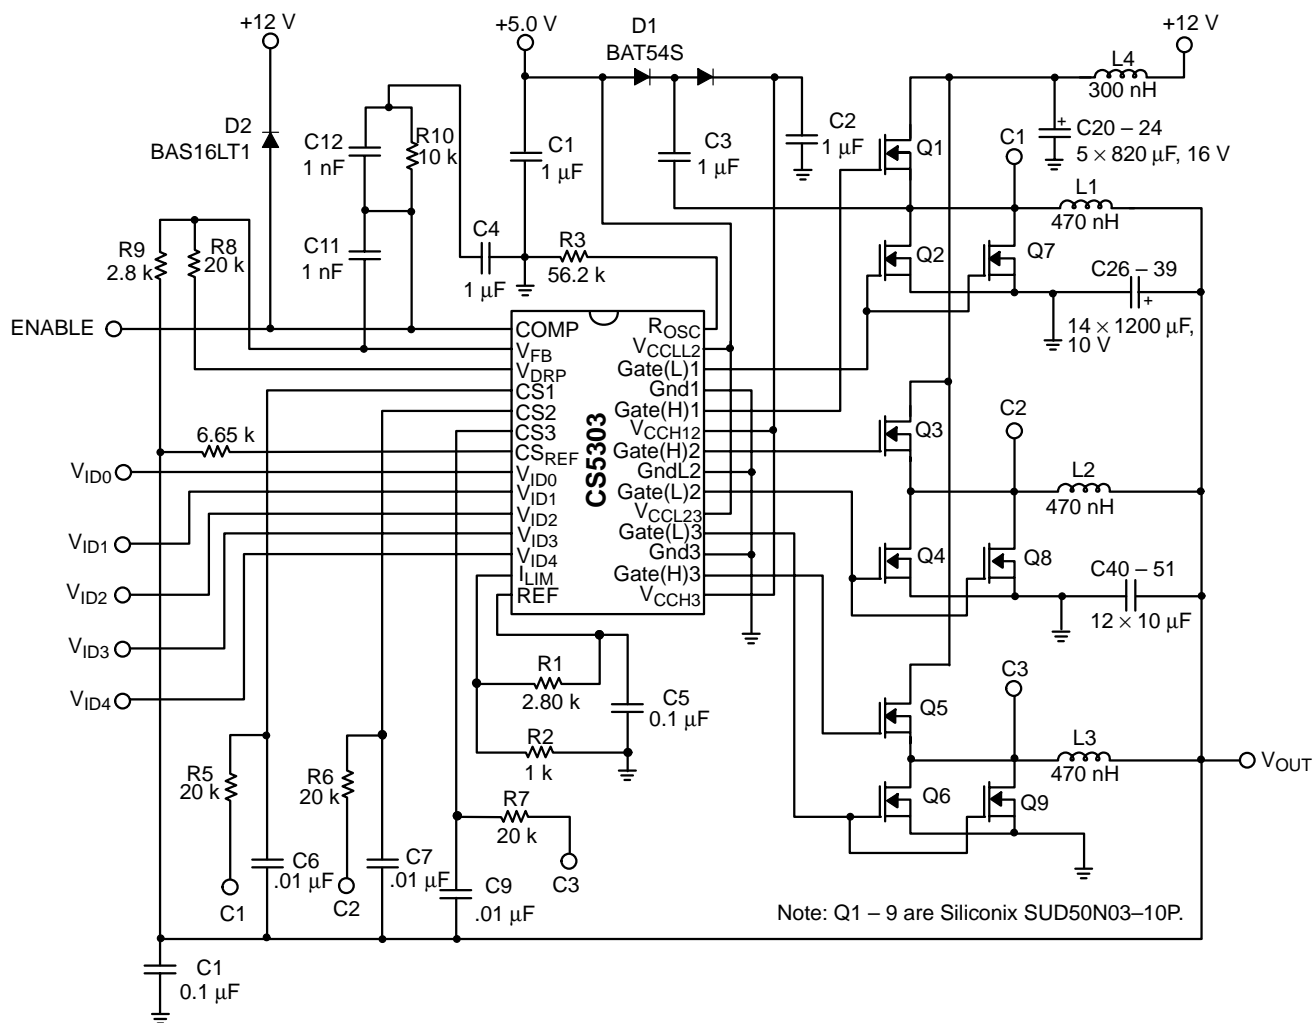 +12 V
+5.0 V
D1
BAT54S
+12 V
L4
300 nH
D2
BAS16LT1
C12
1 nF
R10
10 k
C1
1 μF
C3
1 μF
C2
1 μF
Q1
C1
+
C20 – 24
5 × 820 μF, 16 V
L1
470 nH
R9
2.8 k
R8
20 k
C11
1 nF
C4
1 μF
R3
56.2 k
Q2
Q7
C26 – 39
+
14 × 1200 μF,
10 V
ENABLE
COMP
VFB
VDRP
CS1
CS2
CS3
CSREF
VID0
VID1
VID2
VID3
VID4
ILIM
REF
CS5303
ROSC
VCCLL2
Gate(L)1
Gnd1
Gate(H)1
VCCH12
Gate(H)2
GndL2
Gate(L)2
VCCL23
Gate(L)3
Gnd3
Gate(H)3
VCCH3
6.65 k
VID0
VID1
VID2
VID3
VID4
Q3
C2
L2
470 nH
Q4
Q8
C40 – 51
12 × 10 μF
R1
2.80 k
R2
1 k
C5
0.1 μF
Q5
C3
L3
470 nH
VOUT
Q6
Q9
R5
20 k
R6
20 k
R7
20 k
C6
.01 μF
C7
.01 μF
C9
.01 μF
C1
C2
C3
Note: Q1 – 9 are Siliconix SUD50N03–10P.
C1
0.1 μF